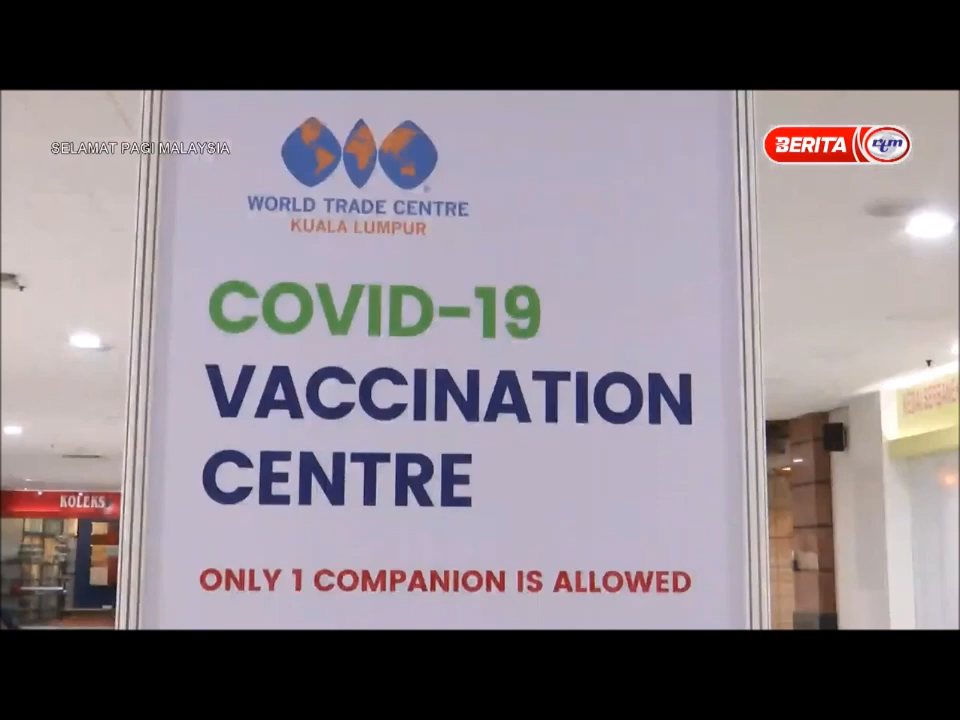 SELAMAT PAGI MALAYSIA
BERITA rtm
WORLD TRADE CENTRE
KUALA LUMPUR
COVID-19
VACCINATION
CENTRE
ONLY 1 COMPANION IS ALLOWED
KOLEKS